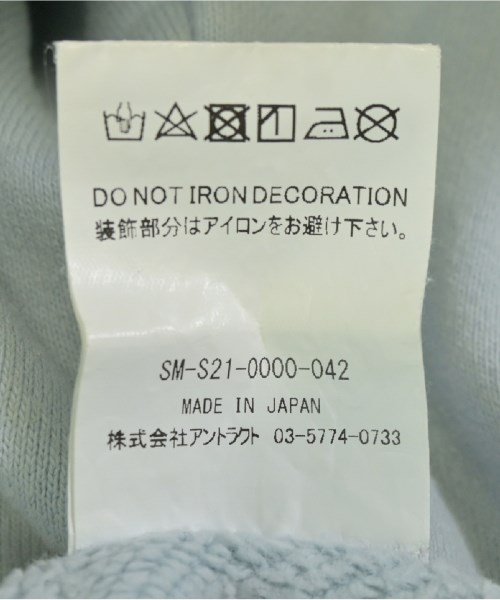 DO NOT IRON DECORATION
装飾部分はアイロンをお避け下さい。
SM-S21-0000-042
MADE IN JAPAN
株式会社アントラクト 03-5774-0733